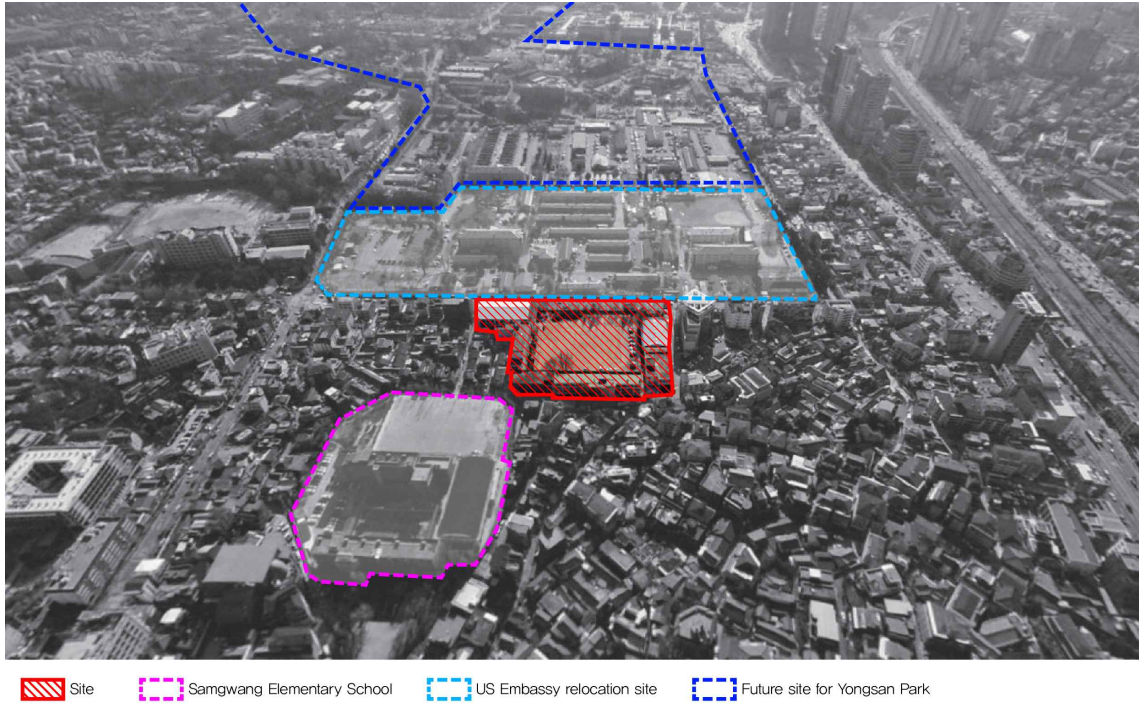 Site
Samgwang Elementary School
US Embassy relocation site
Future site for Yongsan Park